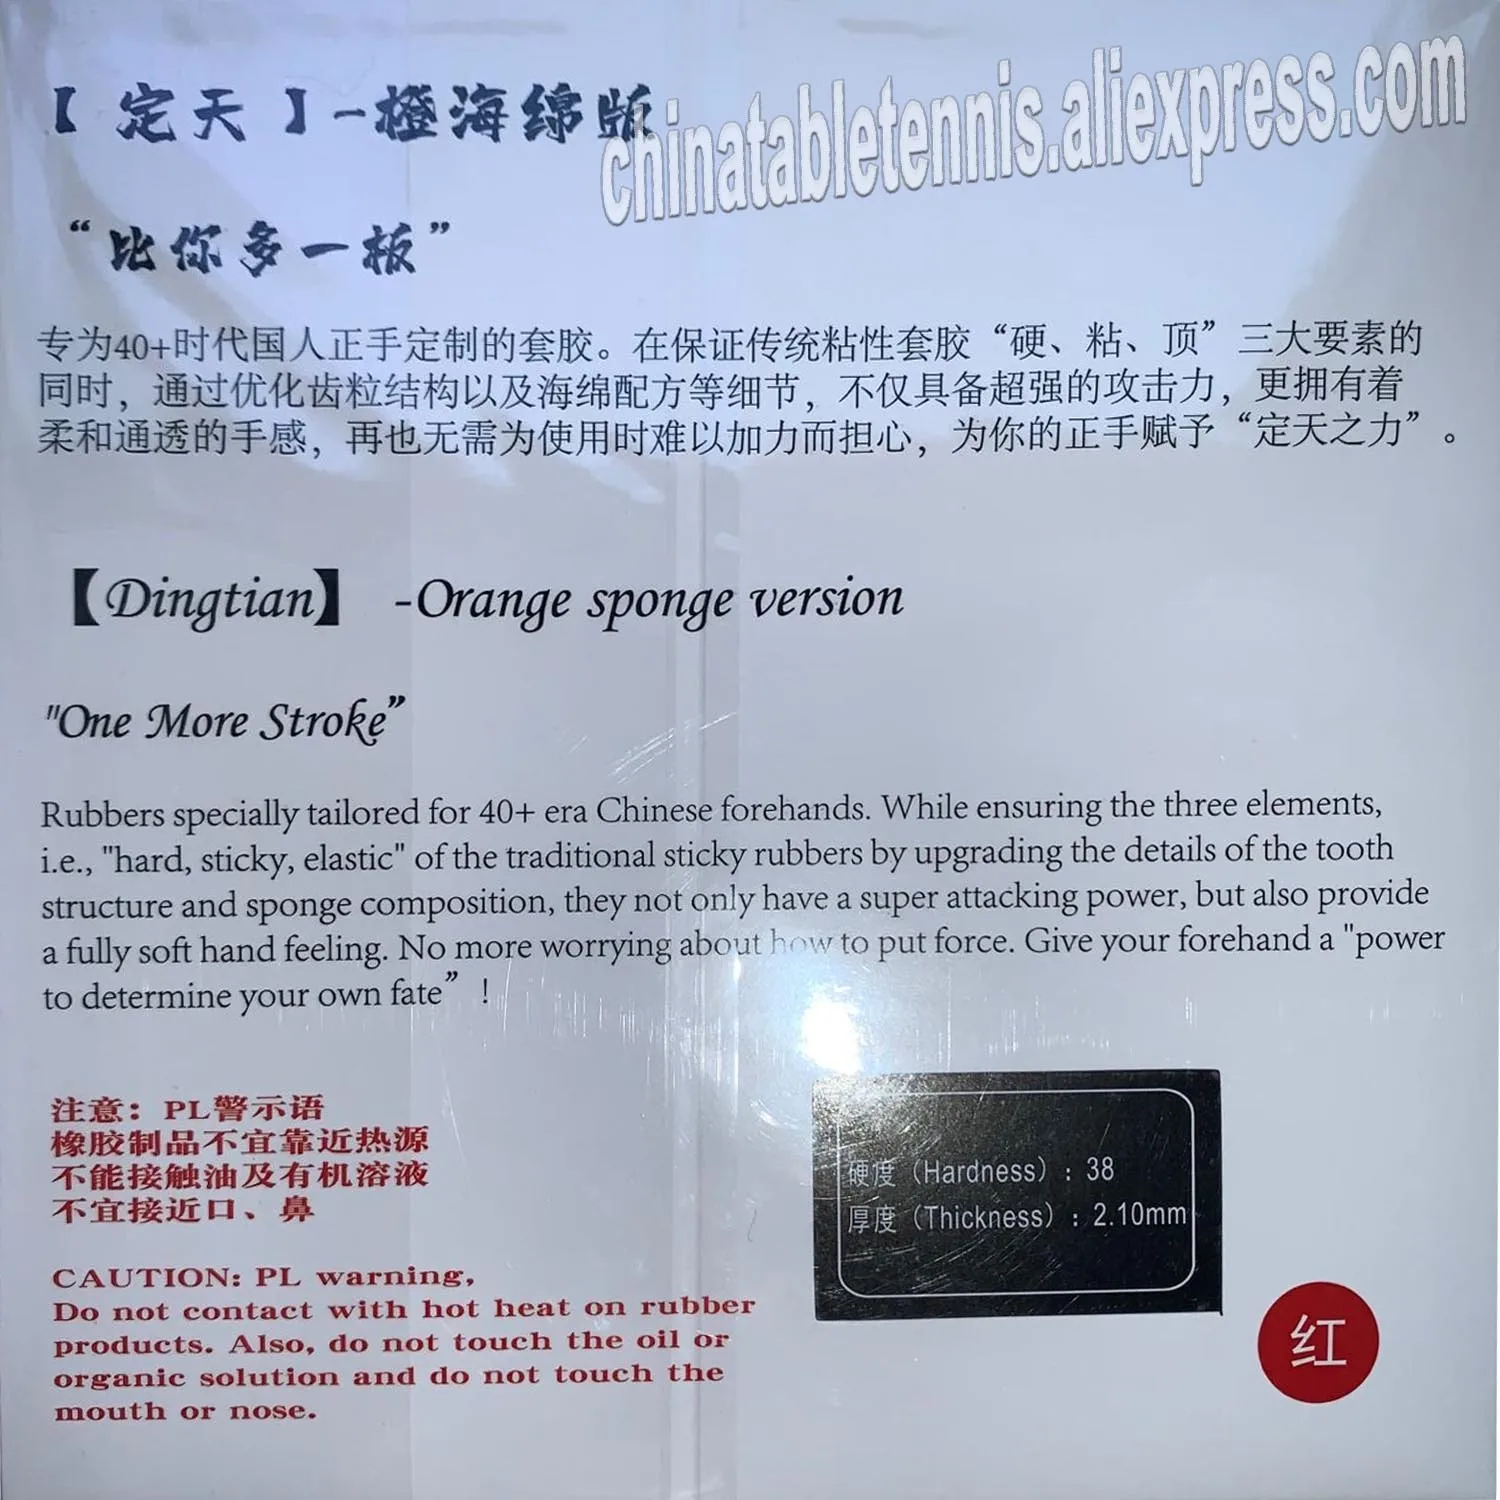 【定天】-橙海绵版
chinatabletennis.aliexpress.com
“比你多一板”
专为40+时代国人正手定制的套胶。在保证传统粘性套胶“硬、粘、顶”三大要素的
同时，通过优化齿粒结构以及海绵配方等细节，不仅具备超强的攻击力，更拥有着
柔和通透的手感，再也无需为使用时难以加力而担心，为你的正手赋予“定天之力”。
【Dingtian】 -Orange sponge version
"One More Stroke”
Rubbers specially tailored for 40+ era Chinese forehands. While ensuring the three elements,
i.e., "hard, sticky, elastic" of the traditional sticky rubbers by upgrading the details of the tooth
structure and sponge composition, they not only have a super attacking power, but also provide
a fully soft hand feeling. No more worrying about how to put force. Give your forehand a "power
to determine your own fate”！
注意：PL警示语
橡胶制品不宜靠近热源
不能接触油及有机溶液
不宜接近口、鼻
CAUTION: PL warning,
Do not contact with hot heat on rubber
products. Also, do not touch the oil or
organic solution and do not touch the
mouth or nose.
硬度（Hardness）：38
厚度（Thickness）：2.10mm
红